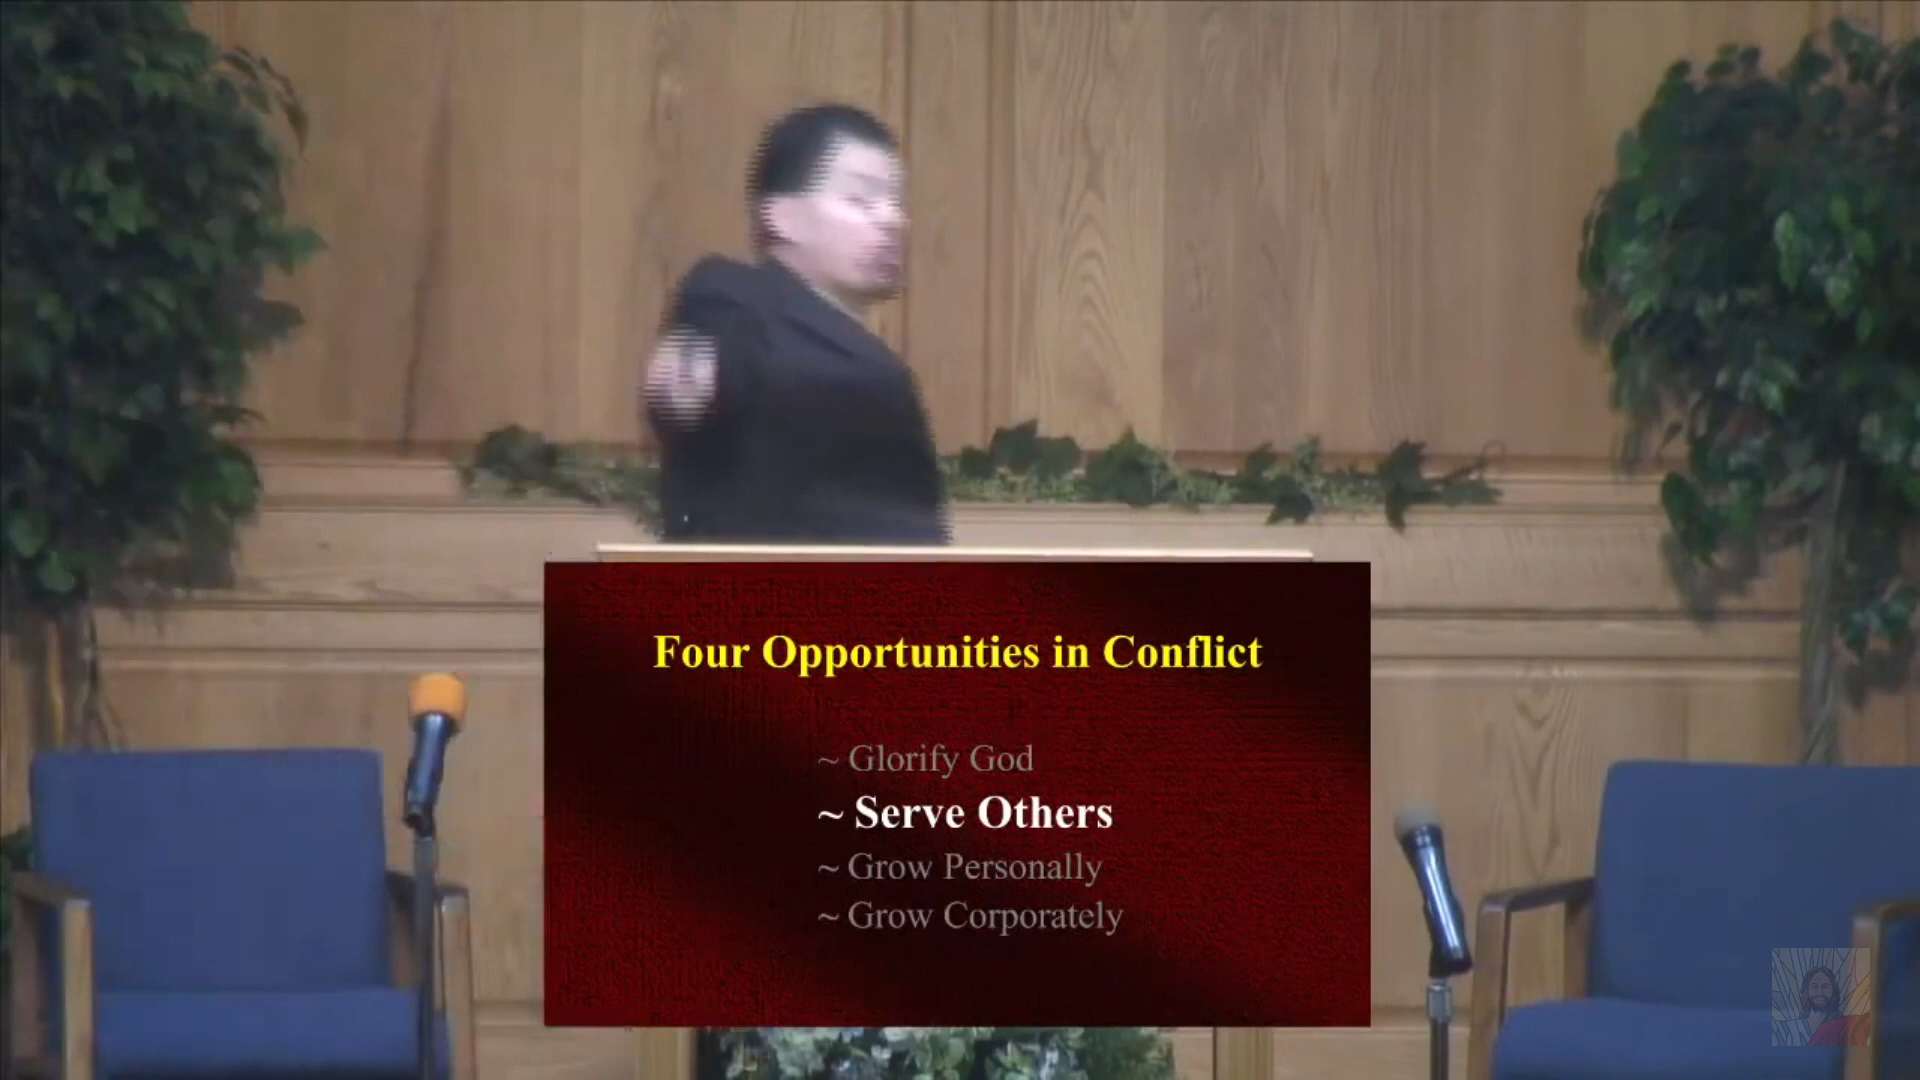 Four Opportunities in Conflict
~ Glorify God
~ Serve Others
~ Grow Personally
~ Grow Corporately